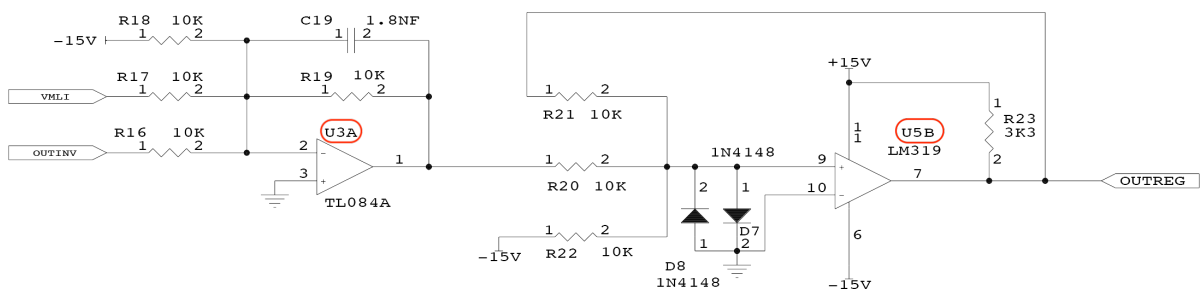 R18 10K
C19 1.8NF
-15V 1 2
1 2
R17 10K
R19 10K
VMLI 1 2
1 2
R16 10K
OUTINV 1 2
U3A
2 -
3 +
1
TL084A
1 2
R21 10K
1 2
R20 10K
1 2
-15V R22 10K
1N4148
2 1
D7
1 2
D8
1N4148
+15V
1
1
U5B
LM319
9 +
10 -
7
6
-15V
1
R23
3K3
2
OUTREG